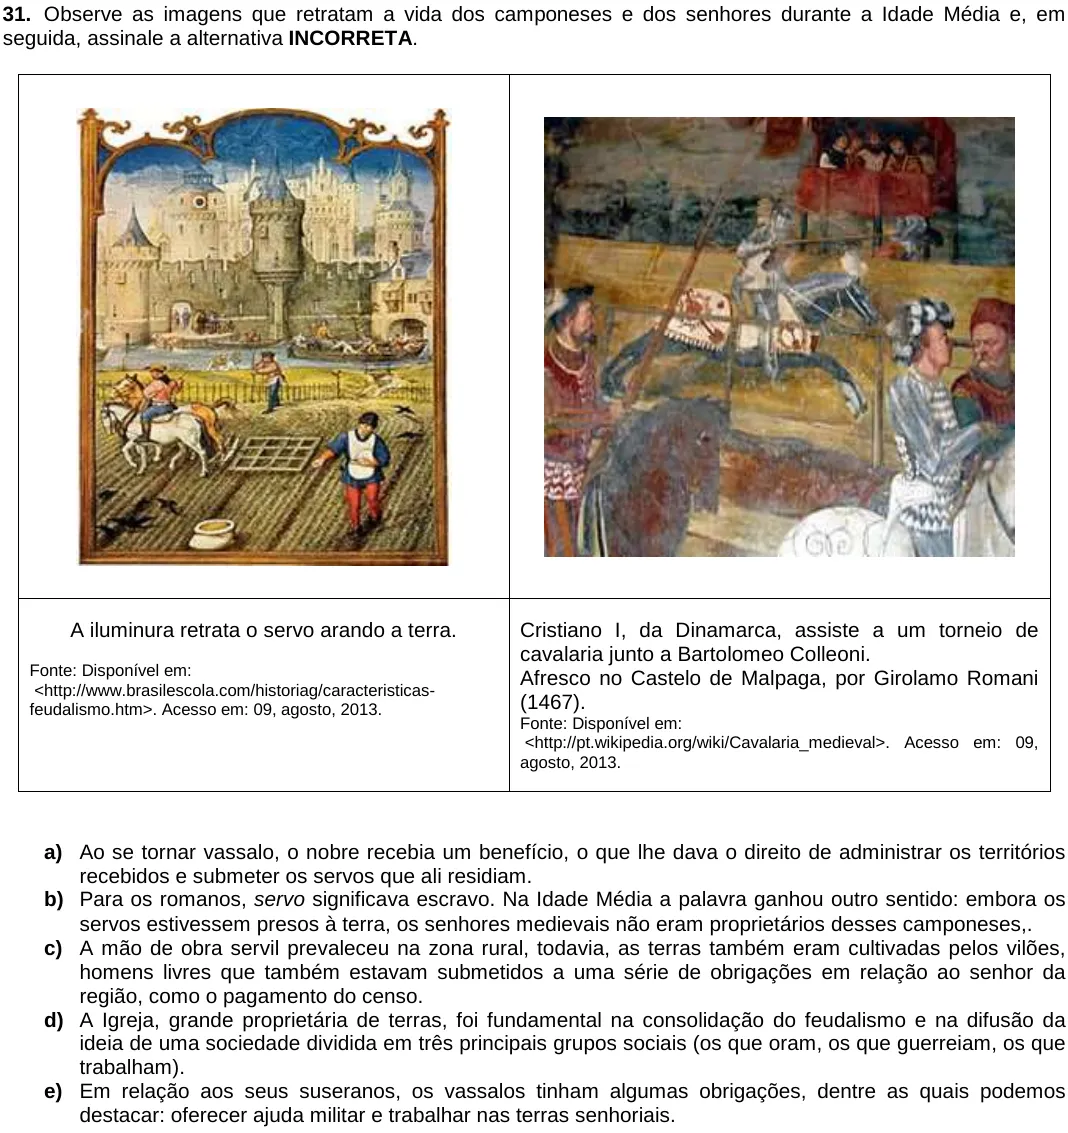 31. Observe as imagens que retratam a vida dos camponeses e dos senhores durante a Idade Média e, em
seguida, assinale a alternativa INCORRETA.
A iluminura retrata o servo arando a terra.
Fonte: Disponível em:
<http://www.brasilescola.com/historiag/caracteristicas-
feudalismo.htm>. Acesso em: 09, agosto, 2013.
Cristiano I, da Dinamarca, assiste a um torneio de
cavalaria junto a Bartolomeo Colleoni.
Afresco no Castelo de Malpaga, por Girolamo Romani
(1467).
Fonte: Disponível em:
<http://pt.wikipedia.org/wiki/Cavalaria_medieval>. Acesso em: 09,
agosto, 2013.
a) Ao se tornar vassalo, o nobre recebia um benefício, o que lhe dava o direito de administrar os territórios
recebidos e submeter os servos que ali residiam.
b) Para os romanos, servo significava escravo. Na Idade Média a palavra ganhou outro sentido: embora os
servos estivessem presos à terra, os senhores medievais não eram proprietários desses camponeses,.
c) A mão de obra servil prevaleceu na zona rural, todavia, as terras também eram cultivadas pelos vilões,
homens livres que também estavam submetidos a uma série de obrigações em relação ao senhor da
região, como o pagamento do censo.
d) A Igreja, grande proprietária de terras, foi fundamental na consolidação do feudalismo e na difusão da
ideia de uma sociedade dividida em três principais grupos sociais (os que oram, os que guerreiam, os que
trabalham).
e) Em relação aos seus suseranos, os vassalos tinham algumas obrigações, dentre as quais podemos
destacar: oferecer ajuda militar e trabalhar nas terras senhoriais.